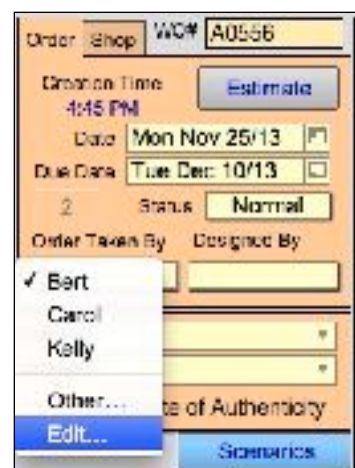 Order Shop WO# A0556
Creation Time
Estimate
4:45 PM
Date Mon Nov 25/13
Due Date Tue Dec 10/13
2 Status Normal
Order Taken By Designed By
✓ Bert
Carol
Kelly
Other...
te of Authenticity
Edit...
Scenarios